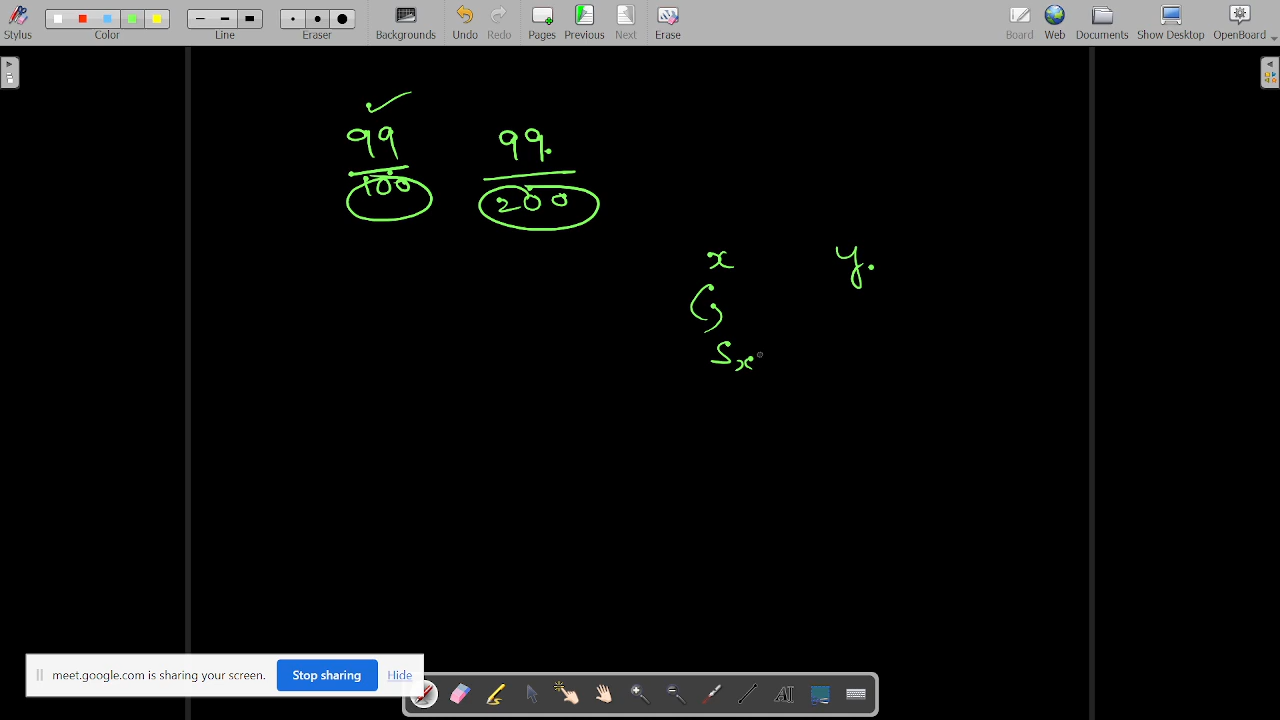 Stylus Color Line Eraser Backgrounds Undo Redo Pages Previous Next Erase Board Web Documents Show Desktop OpenBoard
99 99.
100 200
x y.
Sx
meet.google.com is sharing your screen. Stop sharing Hide